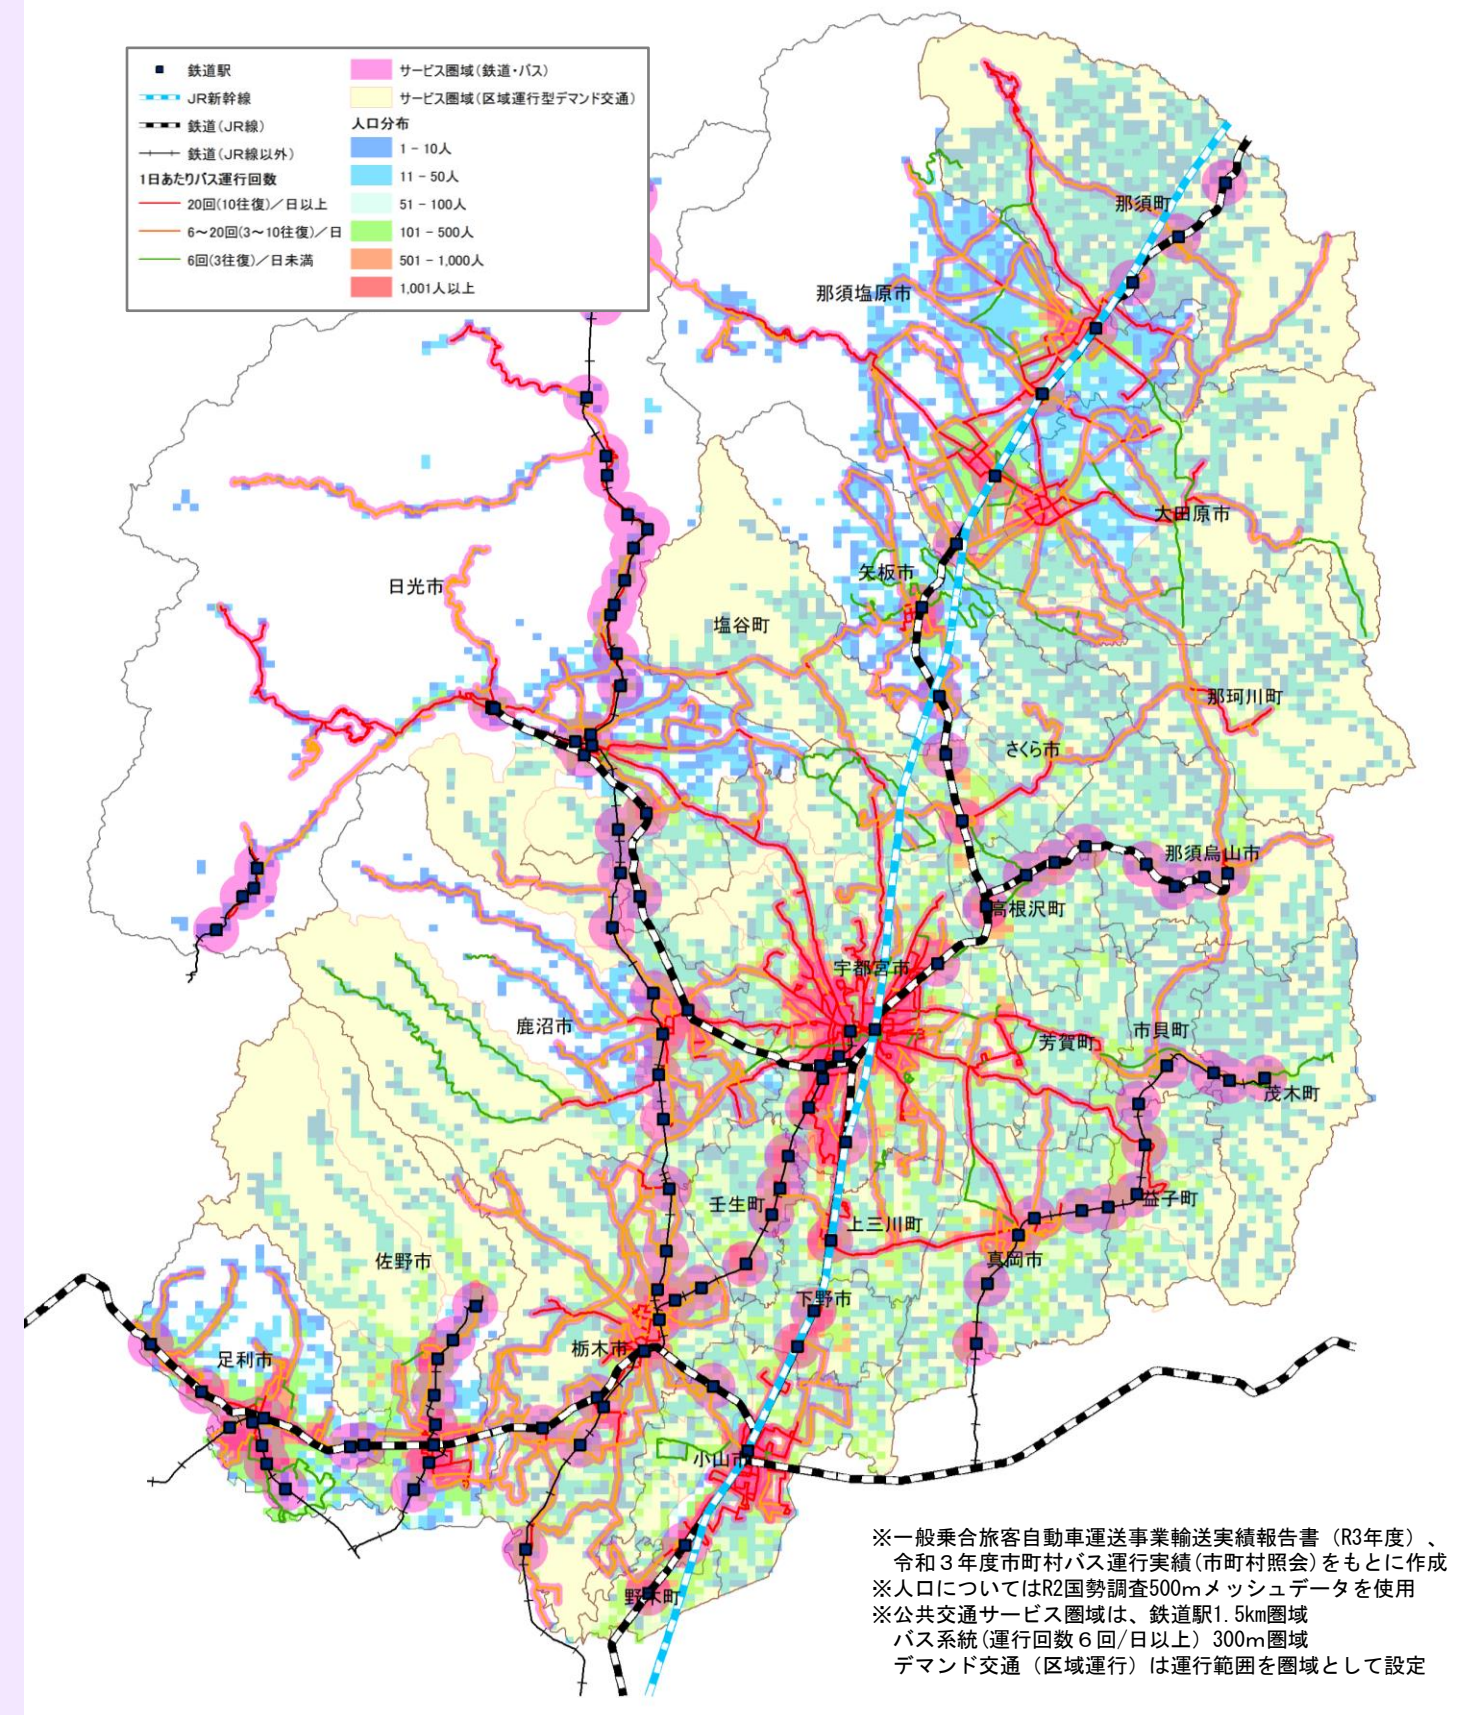 鉄道駅
JR新幹線
鉄道(JR線)
鉄道(JR線以外)
1日あたりバス運行回数
20回(10往復)/日以上
6~20回(3~10往復)/日
6回(3往復)/日未満
サービス圏域(鉄道・バス)
サービス圏域(区域運行型デマンド交通)
人口分布
1 - 10人
11 - 50人
51 - 100人
101 - 500人
501 - 1,000人
1,001人以上
那須町
那須塩原市
大田原市
矢板市
日光市
塩谷町
那珂川町
さくら市
那須烏山市
高根沢町
宇都宮市
鹿沼市
芳賀町
市貝町
茂木町
益子町
壬生町
上三川町
真岡市
佐野市
下野市
栃木市
足利市
小山市
野木町
※一般乗合旅客自動車運送事業輸送実績報告書(R3年度)、
令和3年度市町村バス運行実績(市町村照会)をもとに作成
※人口についてはR2国勢調査500mメッシュデータを使用
※公共交通サービス圏域は、鉄道駅1.5km圏域
バス系統(運行回数6回/日以上)300m圏域
デマンド交通(区域運行)は運行範囲を圏域として設定